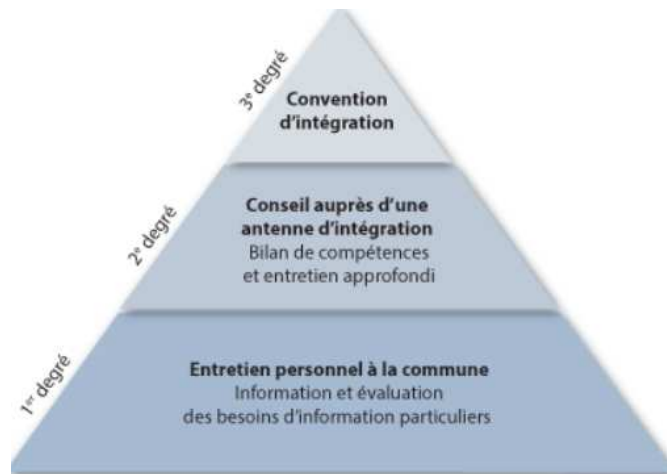 3e degré
Convention
d'intégration
2e degré
Conseil auprès d'une
antenne d'intégration
Bilan de compétences
et entretien approfondi
1er degré
Entretien personnel à la commune
Information et évaluation
des besoins d'information particuliers